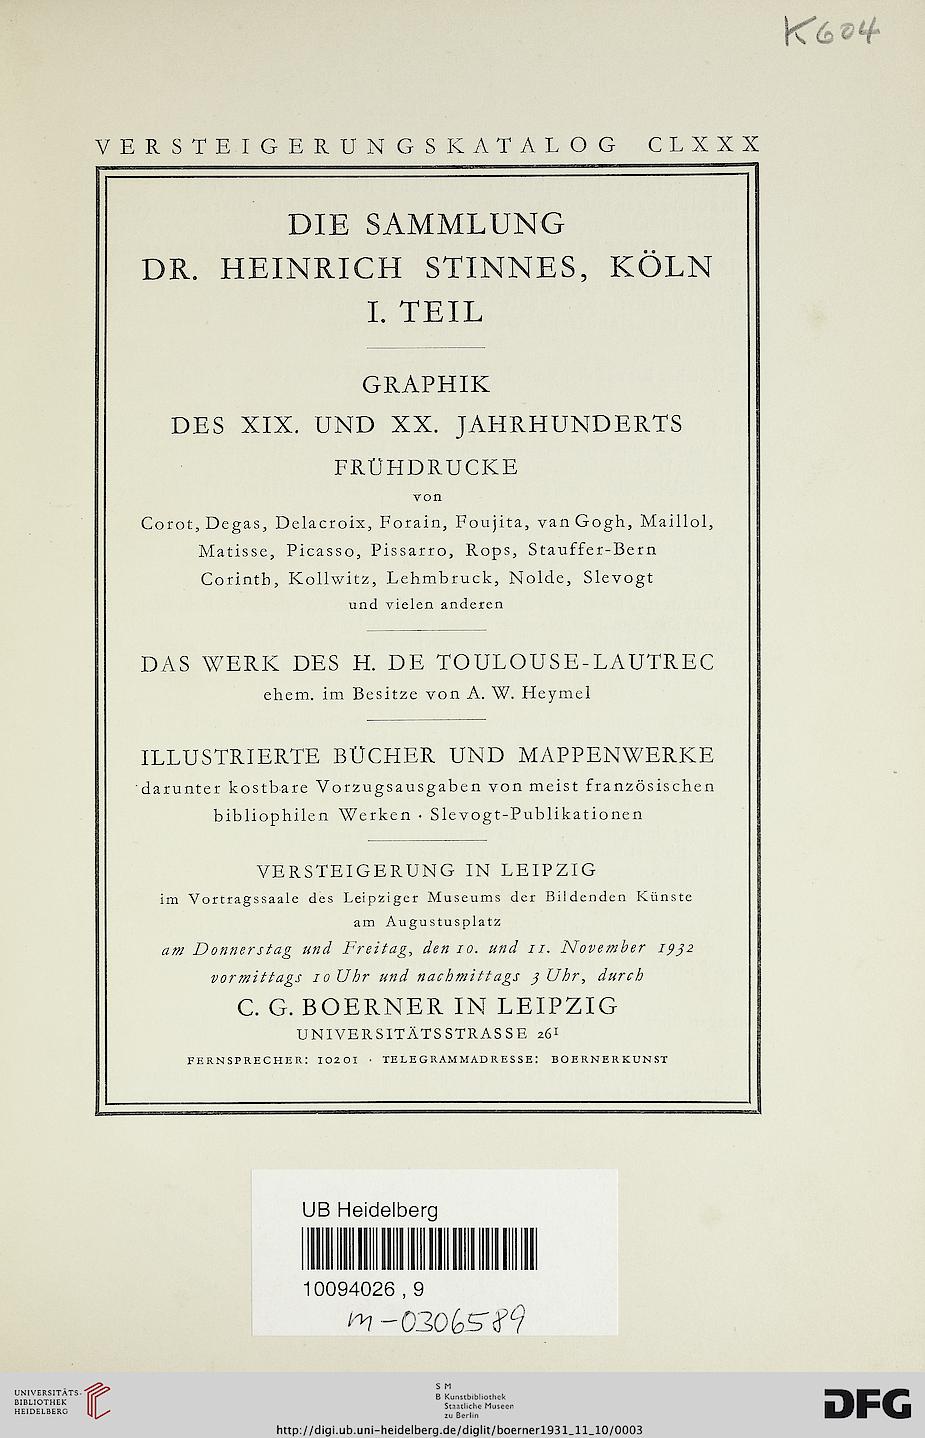 K604
VERSTEIGERUNGSKATALOG CLXXX
DIE SAMMLUNG
DR. HEINRICH STINNES, KÖLN
I. TEIL
GRAPHIK
DES XIX. UND XX. JAHRHUNDERTS
FRÜHDRUCKE
von
Corot, Degas, Delacroix, Forain, Foujita, van Gogh, Maillol,
Matisse, Picasso, Pissarro, Rops, Stauffer-Bern
Corinth, Kollwitz, Lehmbruck, Nolde, Slevogt
und vielen anderen
DAS WERK DES H. DE TOULOUSE-LAUTREC
ehem. im Besitze von A. W. Heymel
ILLUSTRIERTE BÜCHER UND MAPPENWERKE
darunter kostbare Vorzugsausgaben von meist französischen
bibliophilen Werken · Slevogt-Publikationen
VERSTEIGERUNG IN LEIPZIG
im Vortragssaale des Leipziger Museums der Bildenden Künste
am Augustusplatz
am Donnerstag und Freitag, den 10. und 11. November 1932
vormittags 10 Uhr und nachmittags 3 Uhr, durch
C. G. BOERNER IN LEIPZIG
UNIVERSITÄTSSTRASSE 26¹
FERNSPRECHER: 10201 · TELEGRAMMADRESSE: BOERNERKUNST
UB Heidelberg
10094026 , 9
m-0306589
UNIVERSITÄTS-
BIBLIOTHEK
HEIDELBERG
S M
B Kunstbibliothek
Staatliche Museen
zu Berlin
DFG
http://digi.ub.uni-heidelberg.de/diglit/boerner1931_11_10/0003